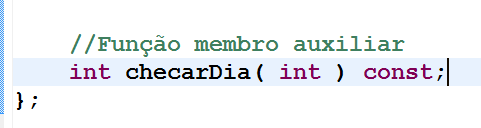 //Função membro auxiliar
int checarDia( int ) const;
};